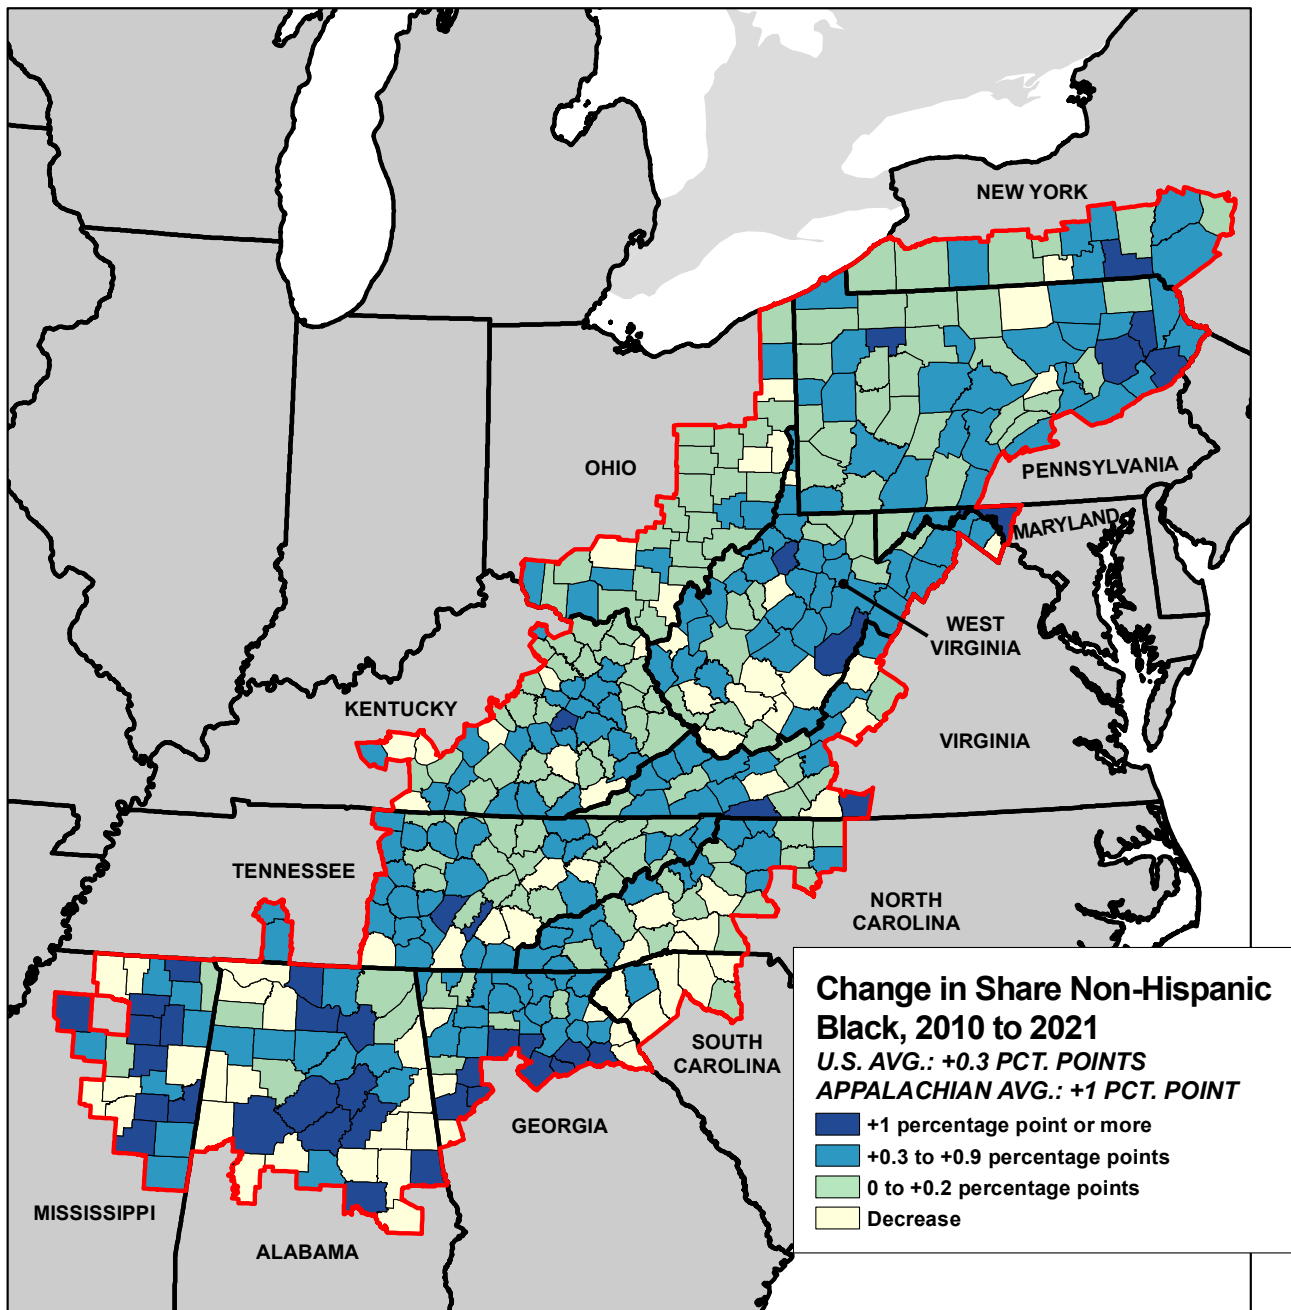 NEW YORK
OHIO
PENNSYLVANIA
MARYLAND
WEST
VIRGINIA
KENTUCKY
VIRGINIA
TENNESSEE
NORTH
CAROLINA
SOUTH
CAROLINA
GEORGIA
MISSISSIPPI
ALABAMA
Change in Share Non-Hispanic
Black, 2010 to 2021
U.S. AVG.: +0.3 PCT. POINTS
APPALACHIAN AVG.: +1 PCT. POINT
+1 percentage point or more
+0.3 to +0.9 percentage points
0 to +0.2 percentage points
Decrease